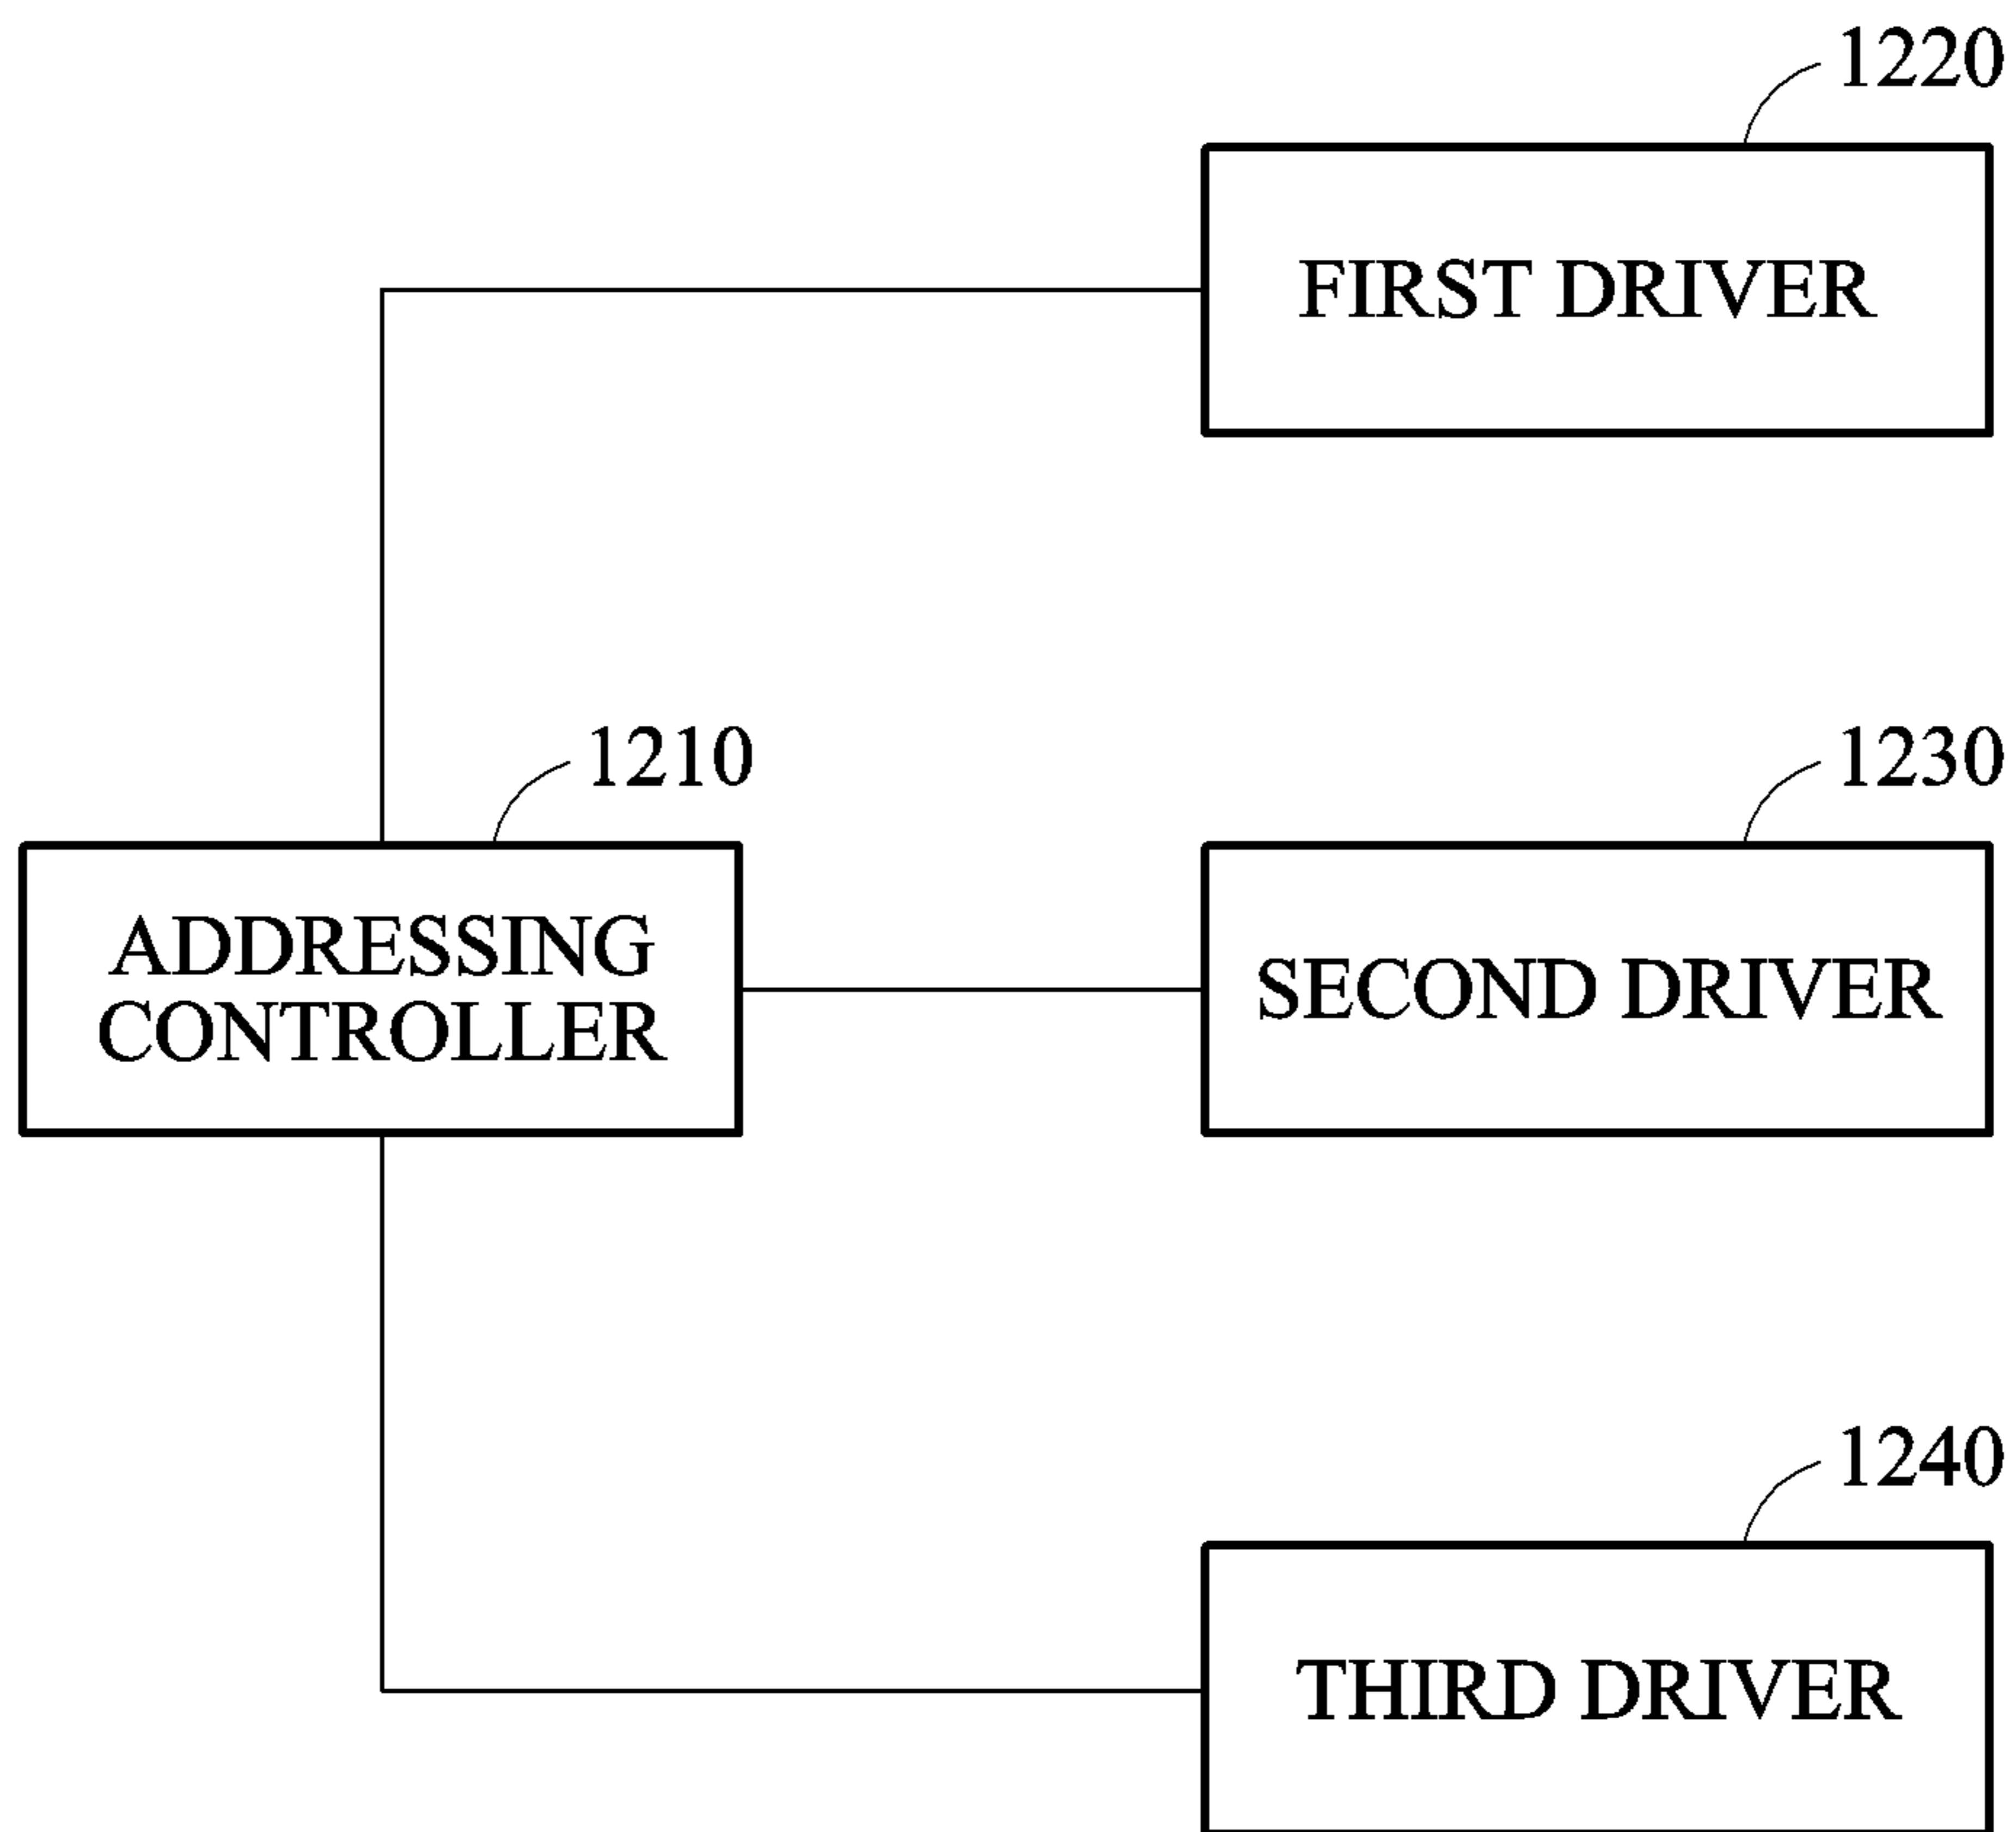 1220
FIRST DRIVER
1210
1230
ADDRESSING
CONTROLLER
SECOND DRIVER
1240
THIRD DRIVER